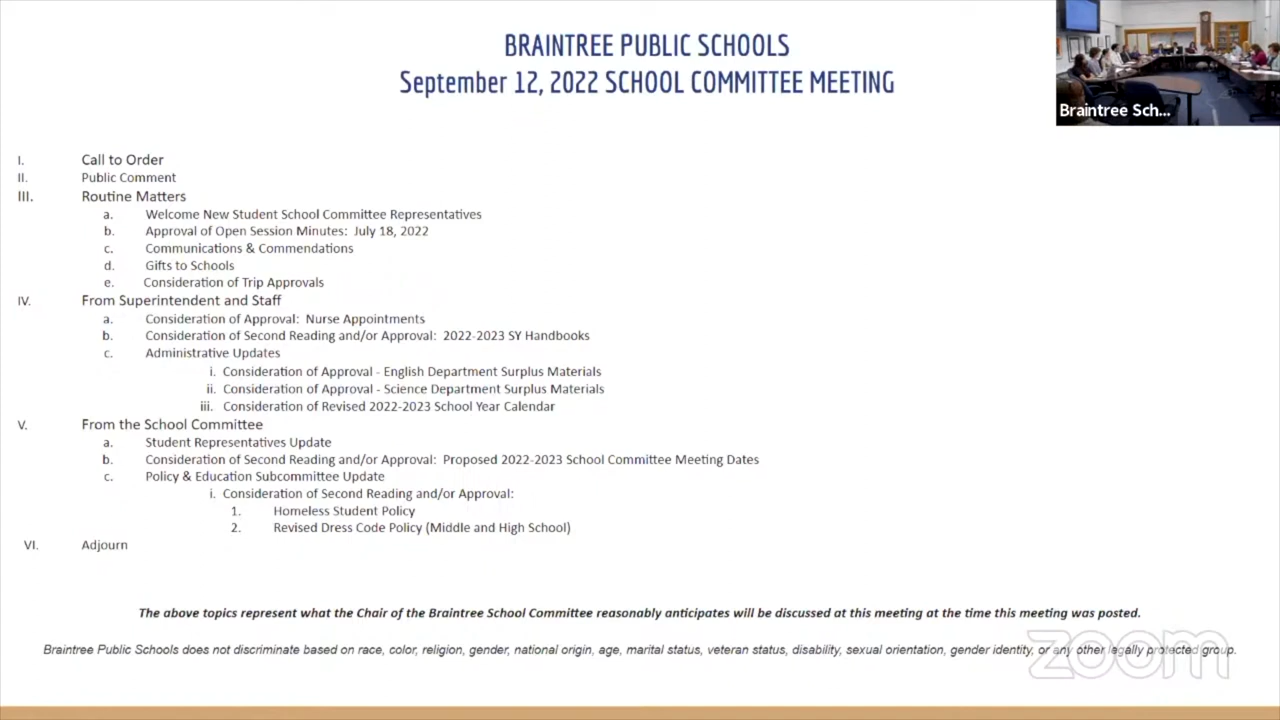 BRAINTREE PUBLIC SCHOOLS
September 12, 2022 SCHOOL COMMITTEE MEETING
Braintree Sch...
I. Call to Order
II. Public Comment
III. Routine Matters
a. Welcome New Student School Committee Representatives
b. Approval of Open Session Minutes: July 18, 2022
c. Communications & Commendations
d. Gifts to Schools
e. Consideration of Trip Approvals
IV. From Superintendent and Staff
a. Consideration of Approval: Nurse Appointments
b. Consideration of Second Reading and/or Approval: 2022-2023 SY Handbooks
c. Administrative Updates
i. Consideration of Approval - English Department Surplus Materials
ii. Consideration of Approval - Science Department Surplus Materials
iii. Consideration of Revised 2022-2023 School Year Calendar
V. From the School Committee
a. Student Representatives Update
b. Consideration of Second Reading and/or Approval: Proposed 2022-2023 School Committee Meeting Dates
c. Policy & Education Subcommittee Update
i. Consideration of Second Reading and/or Approval:
1. Homeless Student Policy
2. Revised Dress Code Policy (Middle and High School)
VI. Adjourn
The above topics represent what the Chair of the Braintree School Committee reasonably anticipates will be discussed at this meeting at the time this meeting was posted.
Braintree Public Schools does not discriminate based on race, color, religion, gender, national origin, age, marital status, veteran status, disability, sexual orientation, gender identity, or any other legally protected group.
zoom